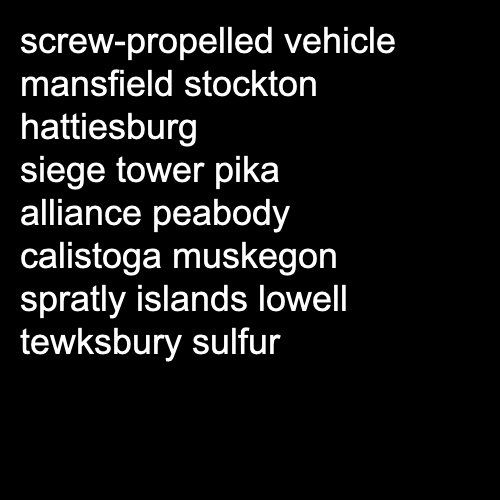 screw-propelled vehicle
mansfield stockton
hattiesburg
siege tower pika
alliance peabody
calistoga muskegon
spratly islands lowell
tewksbury sulfur